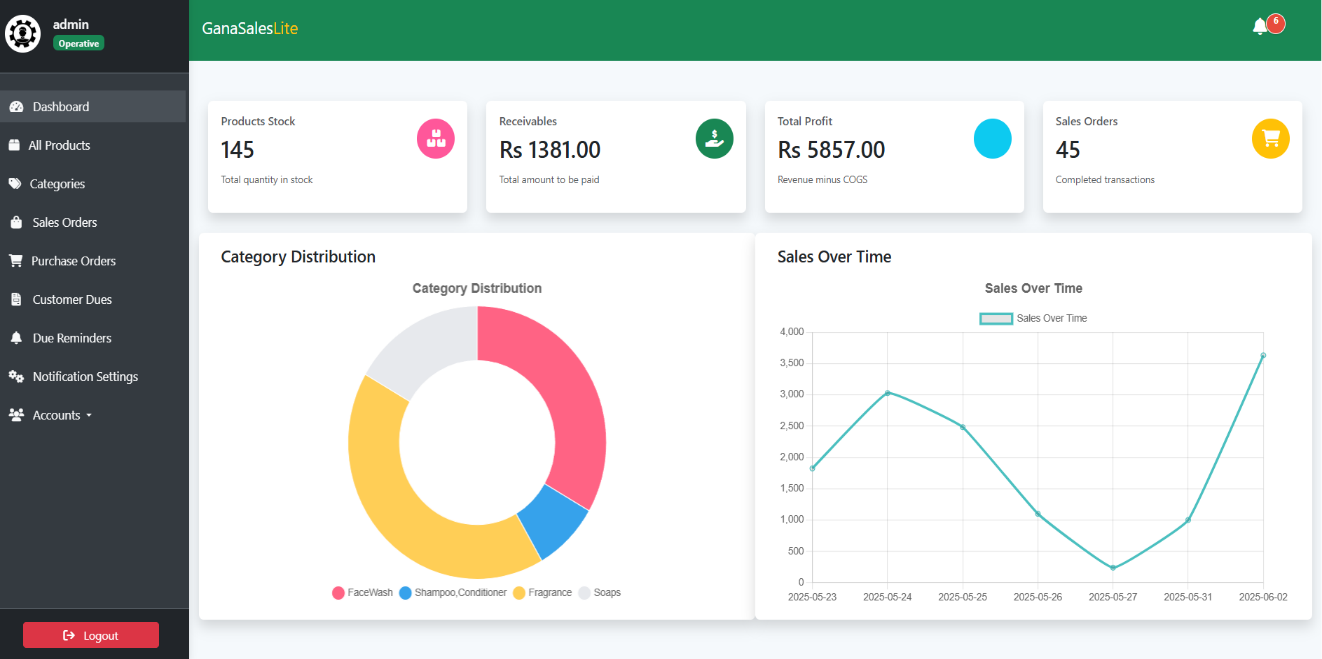 admin
Operative
GanaSalesLite
6
Dashboard
All Products
Categories
Sales Orders
Purchase Orders
Customer Dues
Due Reminders
Notification Settings
Accounts
Logout
Products Stock
145
Total quantity in stock
Receivables
Rs 1381.00
Total amount to be paid
Total Profit
Rs 5857.00
Revenue minus COGS
Sales Orders
45
Completed transactions
Category Distribution
Category Distribution
FaceWash Shampoo,Conditioner Fragrance Soaps
Sales Over Time
Sales Over Time
Sales Over Time
4,000
3,500
3,000
2,500
2,000
1,500
1,000
500
0
2025-05-23 2025-05-24 2025-05-25 2025-05-26 2025-05-27 2025-05-31 2025-06-02